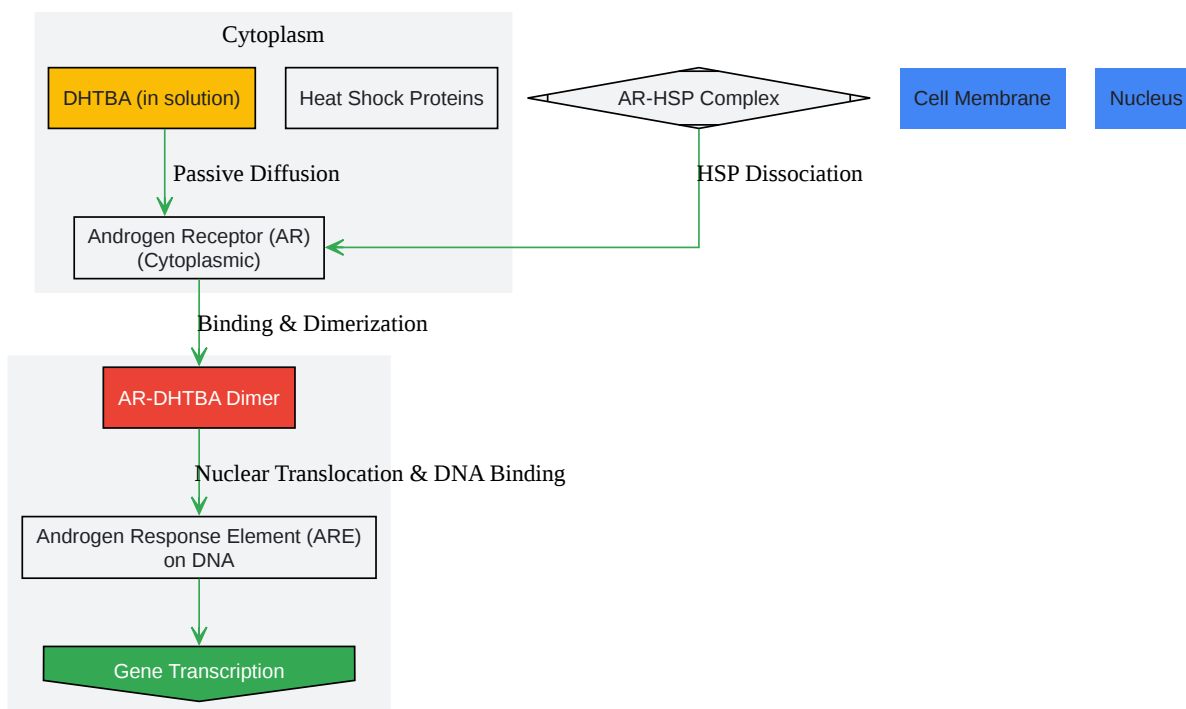 Cytoplasm
DHTBA (in solution)
Heat Shock Proteins
AR-HSP Complex
Cell Membrane
Nucleus
Passive Diffusion
HSP Dissociation
Androgen Receptor (AR)
(Cytoplasmic)
Binding & Dimerization
AR-DHTBA Dimer
Nuclear Translocation & DNA Binding
Androgen Response Element (ARE)
on DNA
Gene Transcription